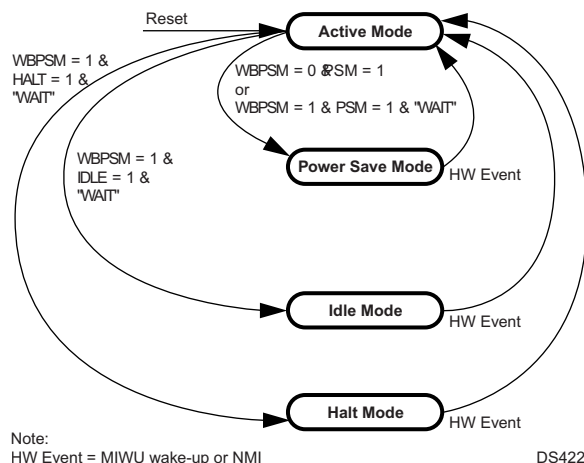 Reset
Active Mode
WBPSM = 1 &
HALT = 1 &
"WAIT"
WBPSM = 0 & PSM = 1
or
WBPSM = 1 & PSM = 1 & "WAIT"
WBPSM = 1 &
IDLE = 1 &
"WAIT"
Power Save Mode
HW Event
Idle Mode
HW Event
Halt Mode
HW Event
Note:
HW Event = MIWU wake-up or NMI
DS422